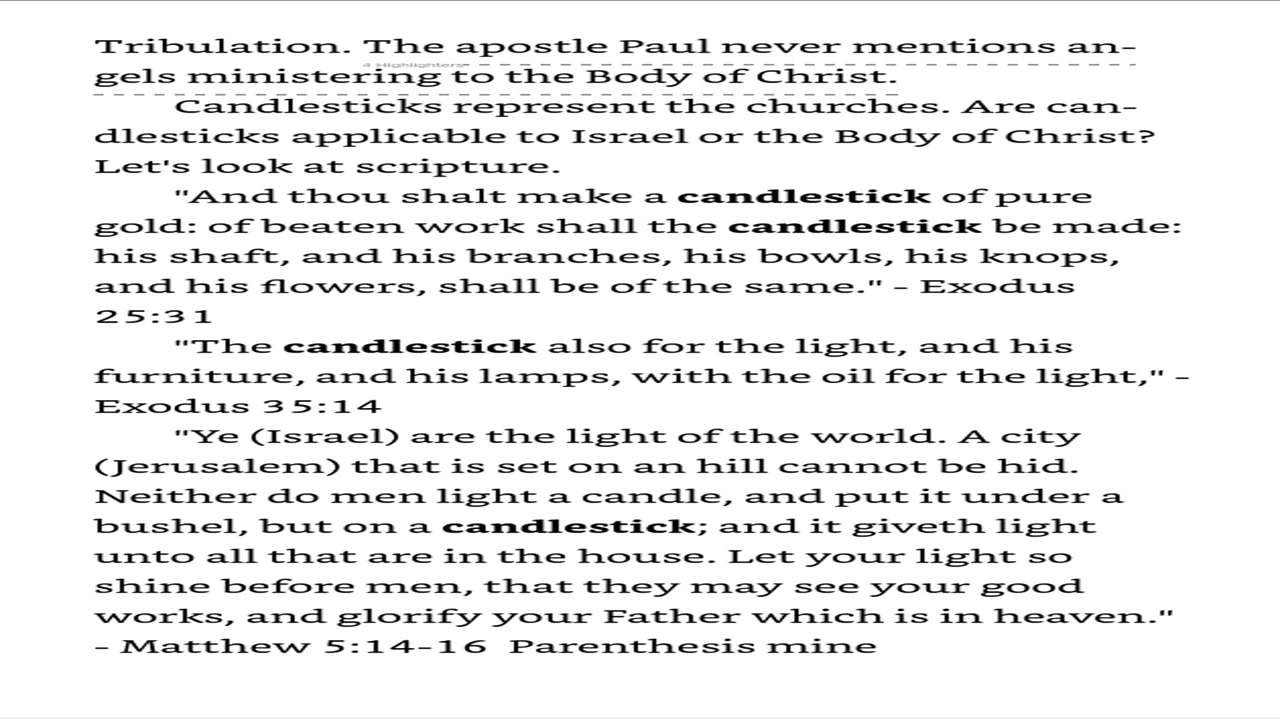 Tribulation. The apostle Paul never mentions an-
4 Highlighters
gels ministering to the Body of Christ.
Candlesticks represent the churches. Are can-
dlesticks applicable to Israel or the Body of Christ?
Let's look at scripture.
"And thou shalt make a candlestick of pure
gold: of beaten work shall the candlestick be made:
his shaft, and his branches, his bowls, his knops,
and his flowers, shall be of the same." – Exodus
25:31
"The candlestick also for the light, and his
furniture, and his lamps, with the oil for the light," –
Exodus 35:14
"Ye (Israel) are the light of the world. A city
(Jerusalem) that is set on an hill cannot be hid.
Neither do men light a candle, and put it under a
bushel, but on a candlestick; and it giveth light
unto all that are in the house. Let your light so
shine before men, that they may see your good
works, and glorify your Father which is in heaven."
– Matthew 5:14–16 Parenthesis mine